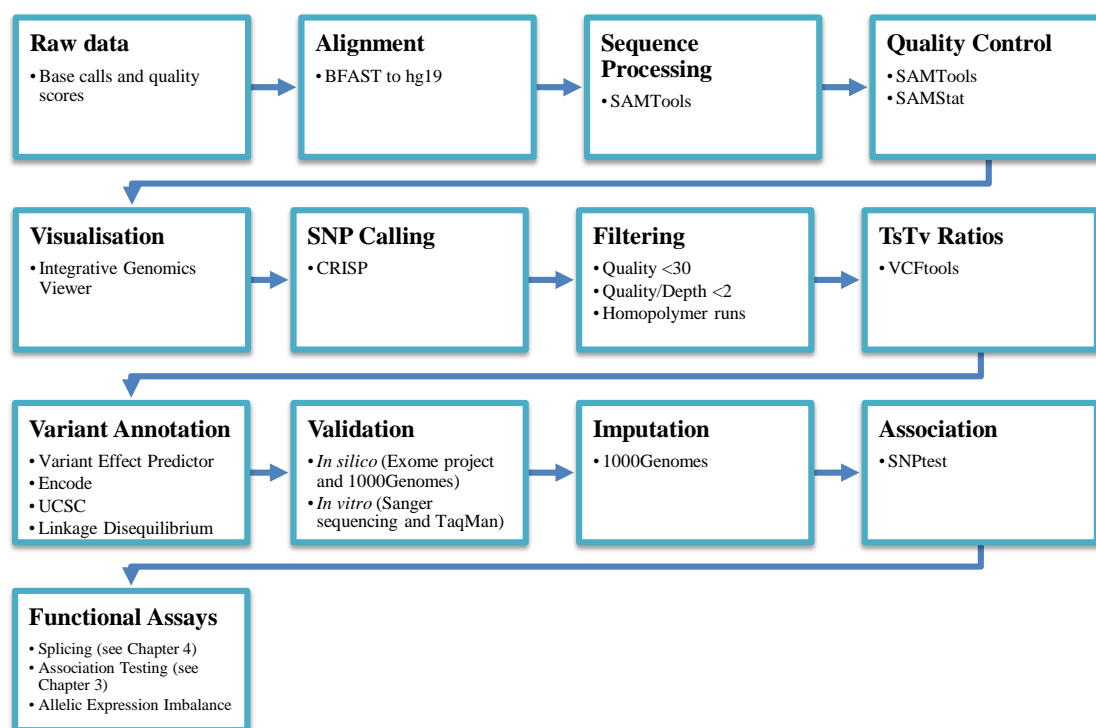 Raw data
• Base calls and quality
scores
Alignment
• BFAST to hg19
Sequence
Processing
• SAMTools
Quality Control
• SAMTools
• SAMStat
Visualisation
• Integrative Genomics
Viewer
SNP Calling
• CRISP
Filtering
• Quality <30
• Quality/Depth <2
• Homopolymer runs
TsTv Ratios
• VCFtools
Variant Annotation
• Variant Effect Predictor
• Encode
• UCSC
• Linkage Disequilibrium
Validation
• In silico (Exome project
and 1000Genomes)
• In vitro (Sanger
sequencing and TaqMan)
Imputation
• 1000Genomes
Association
• SNPtest
Functional Assays
• Splicing (see Chapter 4)
• Association Testing (see
Chapter 3)
• Allelic Expression Imbalance